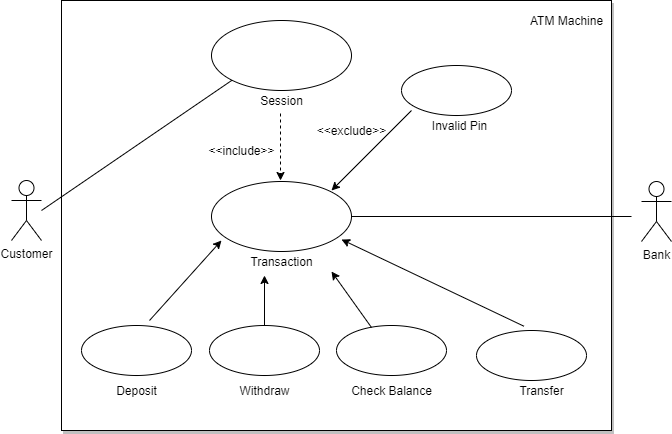 ATM Machine
Session
Invalid Pin
<<exclude>>
<<include>>
Customer
Bank
Transaction
Deposit
Withdraw
Check Balance
Transfer